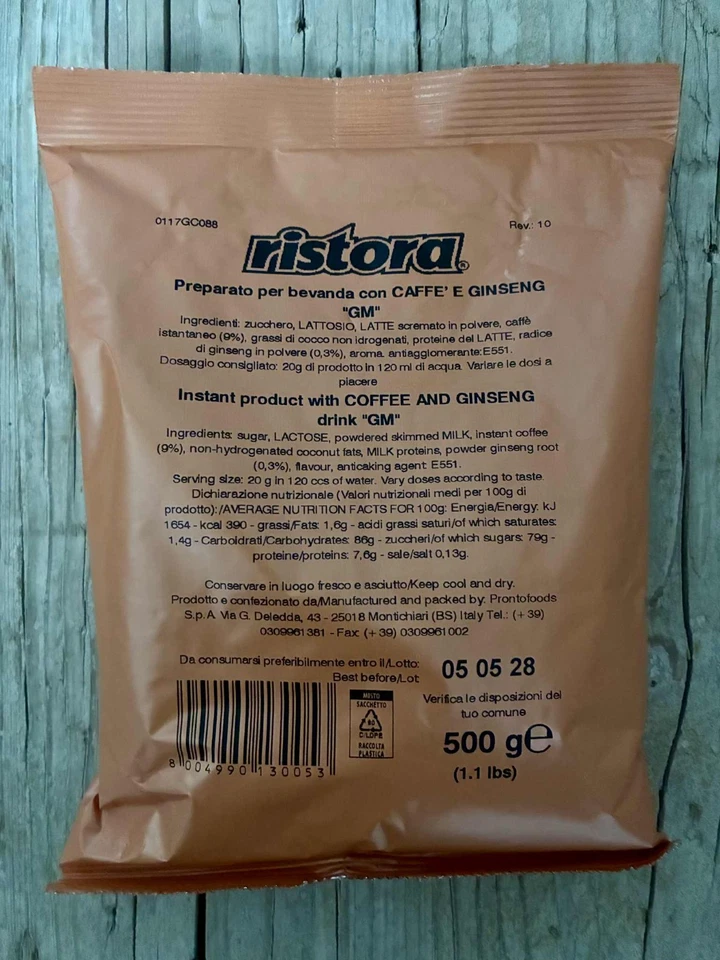 0117GC088
Rev.: 10
ristora®
Preparato per bevanda con CAFFE' E GINSENG
"GM"
Ingredienti: zucchero, LATTOSIO, LATTE scremato in polvere, caffè
istantaneo (9%), grassi di cocco non idrogenati, proteine del LATTE, radice
di ginseng in polvere (0,3%), aroma. antiagglomerante:E551.
Dosaggio consigliato: 20g di prodotto in 120 ml di acqua. Variare le dosi a
piacere
Instant product with COFFEE AND GINSENG
drink "GM"
Ingredients: sugar, LACTOSE, powdered skimmed MILK, instant coffee
(9%), non-hydrogenated coconut fats, MILK proteins, powder ginseng root
(0,3%), flavour, anticaking agent: E551.
Serving size: 20 g in 120 ccs of water. Vary doses according to taste.
Dichiarazione nutrizionale (Valori nutrizionali medi per 100g di
prodotto):/AVERAGE NUTRITION FACTS FOR 100g: Energia/Energy: kJ
1654 - kcal 390 - grassi/Fats: 1,6g - acidi grassi saturi/of which saturates:
1,4g - Carboidrati/Carbohydrates: 86g - zuccheri/of which sugars: 79g -
proteine/proteins: 7,6g - sale/salt 0,13g.
Conservare in luogo fresco e asciutto/Keep cool and dry.
Prodotto e confezionato da/Manufactured and packed by: Prontofoods
S.p.A. Via G. Deledda, 43 - 25018 Montichiari (BS) Italy Tel.: (+ 39)
0309961381 - Fax: (+ 39) 0309961002
Da consumarsi preferibilmente entro il/Lotto:
Best before/Lot:
05 05 28
MOLTO
SACCHETTO
C/LDPE
RACCOLTA
PLASTICA
Verifica le disposizioni del
tuo comune
500 g e
(1.1 lbs)
8 004990 130053